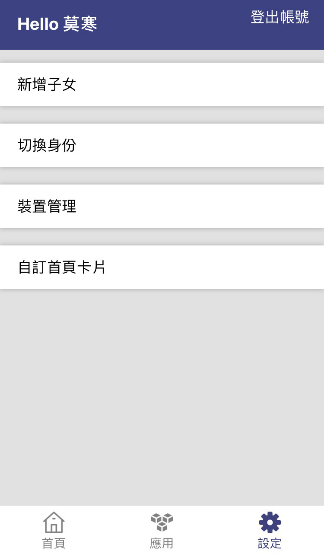 Hello 莫寒
登出帳號
新增子女
切換身份
裝置管理
自訂首頁卡片
首頁
應用
設定